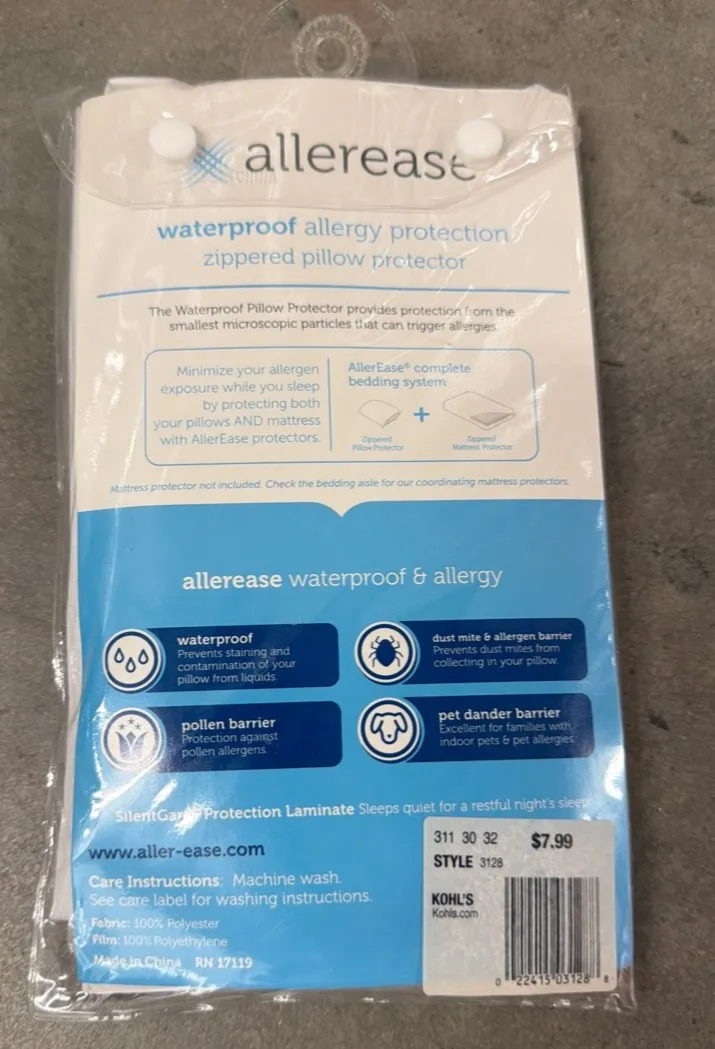 allerease
waterproof allergy protection
zippered pillow protector
The Waterproof Pillow Protector provides protection from the
smallest microscopic particles that can trigger allergies.
Minimize your allergen
exposure while you sleep
by protecting both
your pillows AND mattress
with AllerEase protectors.
AllerEase® complete
bedding system
+
Zippered
Pillow Protector
Zippered
Mattress Protector
Mattress protector not included. Check the bedding aisle for our coordinating mattress protectors.
allerease waterproof & allergy
waterproof
Prevents staining and
contamination of your
pillow from liquids.
dust mite & allergen barrier
Prevents dust mites from
collecting in your pillow.
pollen barrier
Protection against
pollen allergens.
pet dander barrier
Excellent for families with
indoor pets & pet allergies.
Protection Laminate Sleeps quiet for a restful night's sleep
www.aller-ease.com
Care Instructions: Machine wash.
See care label for washing instructions.
Fabric: 100% Polyester
Film: 100% Polyethylene
Made in China RN 17119
311 30 32 $7.99
STYLE 3128
KOHL'S
Kohls.com
0 22415 03128 8